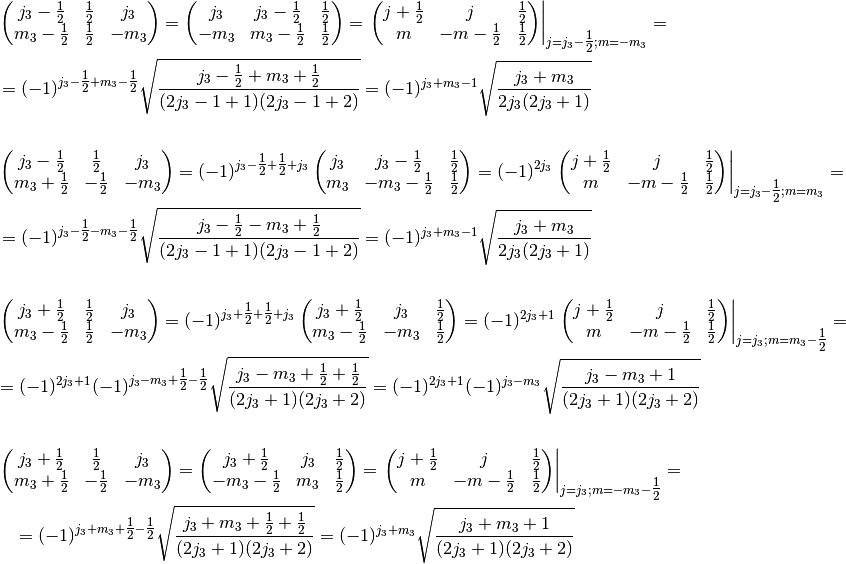 \begin{pmatrix} j_3-\frac{1}{2} & \frac{1}{2} & j_3 \\ m_3-\frac{1}{2} & \frac{1}{2} & -m_3 \end{pmatrix} = \begin{pmatrix} j_3 & j_3-\frac{1}{2} & \frac{1}{2} \\ -m_3 & m_3-\frac{1}{2} & \frac{1}{2} \end{pmatrix} = \left. \begin{pmatrix} j+\frac{1}{2} & j & \frac{1}{2} \\ m & -m-\frac{1}{2} & \frac{1}{2} \end{pmatrix} \right|_{j=j_3-\frac{1}{2};m=-m_3} =
= (-1)^{j_3-\frac{1}{2}+m_3-\frac{1}{2}} \sqrt{\frac{j_3-\frac{1}{2}+m_3+\frac{1}{2}}{(2j_3-1+1)(2j_3-1+2)}} = (-1)^{j_3+m_3-1} \sqrt{\frac{j_3+m_3}{2j_3(2j_3+1)}}
\begin{pmatrix} j_3-\frac{1}{2} & \frac{1}{2} & j_3 \\ m_3+\frac{1}{2} & -\frac{1}{2} & -m_3 \end{pmatrix} = (-1)^{j_3-\frac{1}{2}+\frac{1}{2}+j_3} \begin{pmatrix} j_3 & j_3-\frac{1}{2} & \frac{1}{2} \\ m_3 & -m_3-\frac{1}{2} & \frac{1}{2} \end{pmatrix} = (-1)^{2j_3} \left. \begin{pmatrix} j+\frac{1}{2} & j & \frac{1}{2} \\ m & -m-\frac{1}{2} & \frac{1}{2} \end{pmatrix} \right|_{j=j_3-\frac{1}{2};m=m_3} =
= (-1)^{j_3-\frac{1}{2}-m_3-\frac{1}{2}} \sqrt{\frac{j_3-\frac{1}{2}-m_3+\frac{1}{2}}{(2j_3-1+1)(2j_3-1+2)}} = (-1)^{j_3+m_3-1} \sqrt{\frac{j_3+m_3}{2j_3(2j_3+1)}}
\begin{pmatrix} j_3+\frac{1}{2} & \frac{1}{2} & j_3 \\ m_3-\frac{1}{2} & \frac{1}{2} & -m_3 \end{pmatrix} = (-1)^{j_3+\frac{1}{2}+\frac{1}{2}+j_3} \begin{pmatrix} j_3+\frac{1}{2} & j_3 & \frac{1}{2} \\ m_3-\frac{1}{2} & -m_3 & \frac{1}{2} \end{pmatrix} = (-1)^{2j_3+1} \left. \begin{pmatrix} j+\frac{1}{2} & j & \frac{1}{2} \\ m & -m-\frac{1}{2} & \frac{1}{2} \end{pmatrix} \right|_{j=j_3;m=m_3-\frac{1}{2}} =
= (-1)^{2j_3+1} (-1)^{j_3-m_3+\frac{1}{2}-\frac{1}{2}} \sqrt{\frac{j_3-m_3+\frac{1}{2}+\frac{1}{2}}{(2j_3+1)(2j_3+2)}} = (-1)^{2j_3+1} (-1)^{j_3-m_3} \sqrt{\frac{j_3-m_3+1}{(2j_3+1)(2j_3+2)}}
\begin{pmatrix} j_3+\frac{1}{2} & \frac{1}{2} & j_3 \\ m_3+\frac{1}{2} & -\frac{1}{2} & -m_3 \end{pmatrix} = \begin{pmatrix} j_3+\frac{1}{2} & j_3 & \frac{1}{2} \\ -m_3-\frac{1}{2} & m_3 & \frac{1}{2} \end{pmatrix} = \left. \begin{pmatrix} j+\frac{1}{2} & j & \frac{1}{2} \\ m & -m-\frac{1}{2} & \frac{1}{2} \end{pmatrix} \right|_{j=j_3;m=-m_3-\frac{1}{2}} =
= (-1)^{j_3+m_3+\frac{1}{2}-\frac{1}{2}} \sqrt{\frac{j_3+m_3+\frac{1}{2}+\frac{1}{2}}{(2j_3+1)(2j_3+2)}} = (-1)^{j_3+m_3} \sqrt{\frac{j_3+m_3+1}{(2j_3+1)(2j_3+2)}}